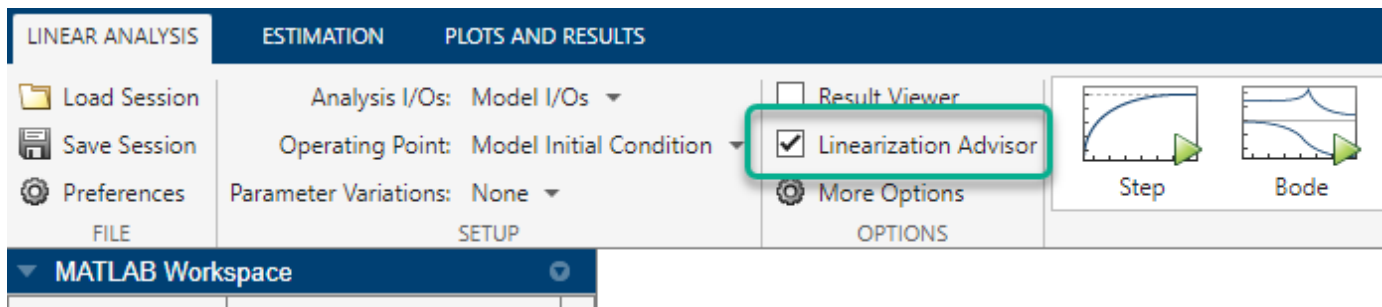 LINEAR ANALYSIS ESTIMATION PLOTS AND RESULTS
Load Session Analysis I/Os: Model I/Os Result Viewer
Save Session Operating Point: Model Initial Condition Linearization Advisor
Preferences Parameter Variations: None More Options Step Bode
FILE SETUP OPTIONS
MATLAB Workspace